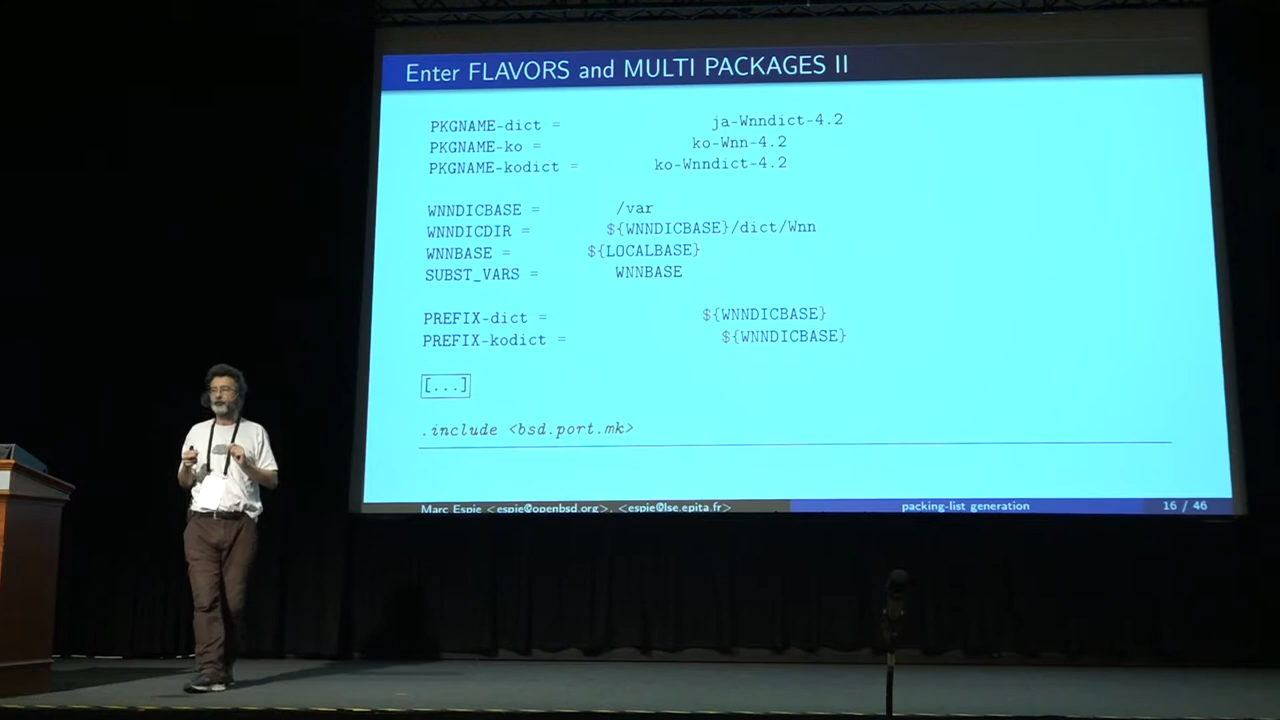 Enter FLAVORS and MULTI PACKAGES II
PKGNAME-dict = ja-Wnndict-4.2
PKGNAME-ko = ko-Wnn-4.2
PKGNAME-kodict = ko-Wnndict-4.2
WNNDICBASE = /var
WNNDICDIR = ${WNNDICBASE}/dict/Wnn
WNNBASE = ${LOCALBASE}
SUBST_VARS = WNNBASE
PREFIX-dict = ${WNNDICBASE}
PREFIX-kodict = ${WNNDICBASE}
[...]
.include <bsd.port.mk>
Marc Espie <espie@openbsd.org>, <espie@lse.epita.fr> packing-list generation 16 / 46